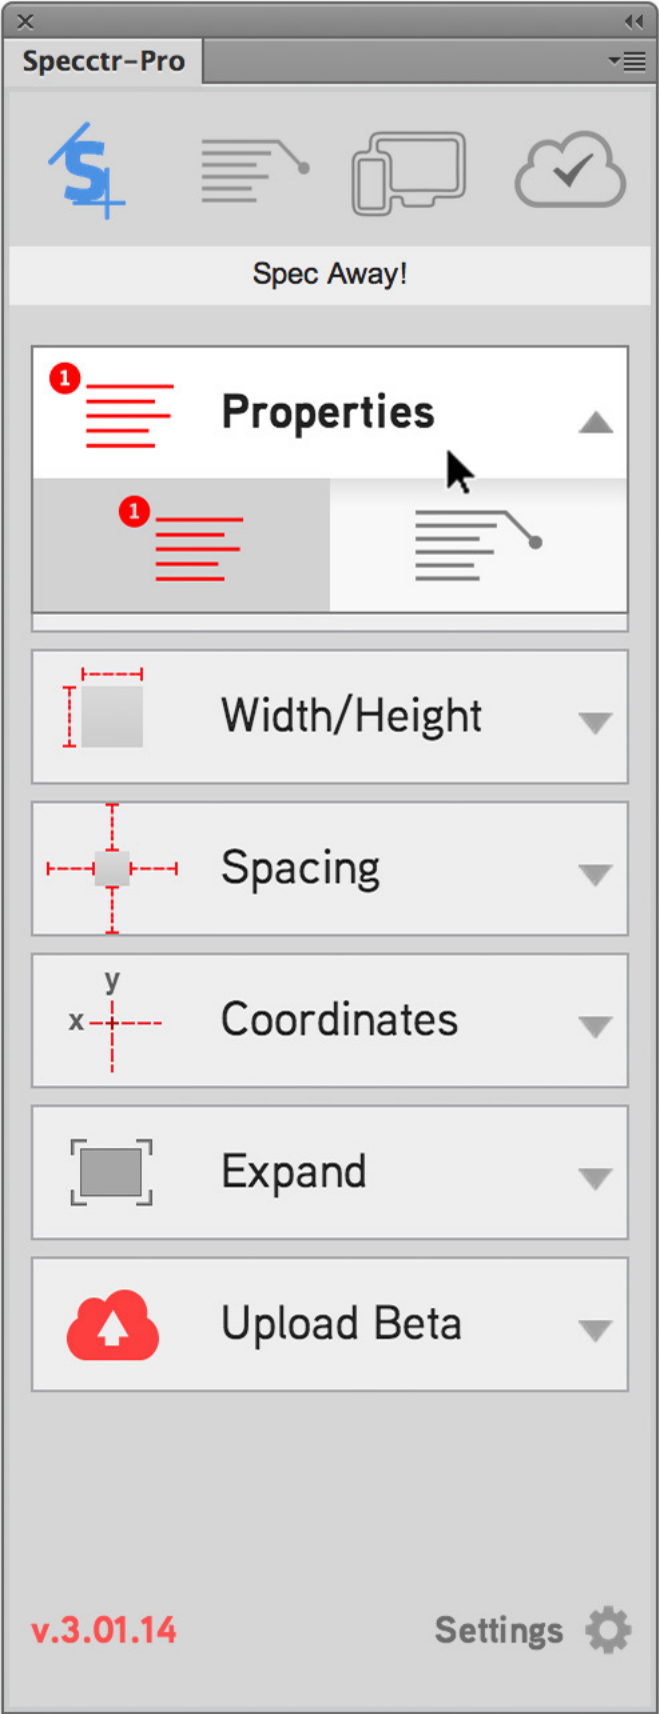 Specctr-Pro
Spec Away!
1
Properties
1
Width/Height
Spacing
y
x
Coordinates
Expand
Upload Beta
v.3.01.14
Settings